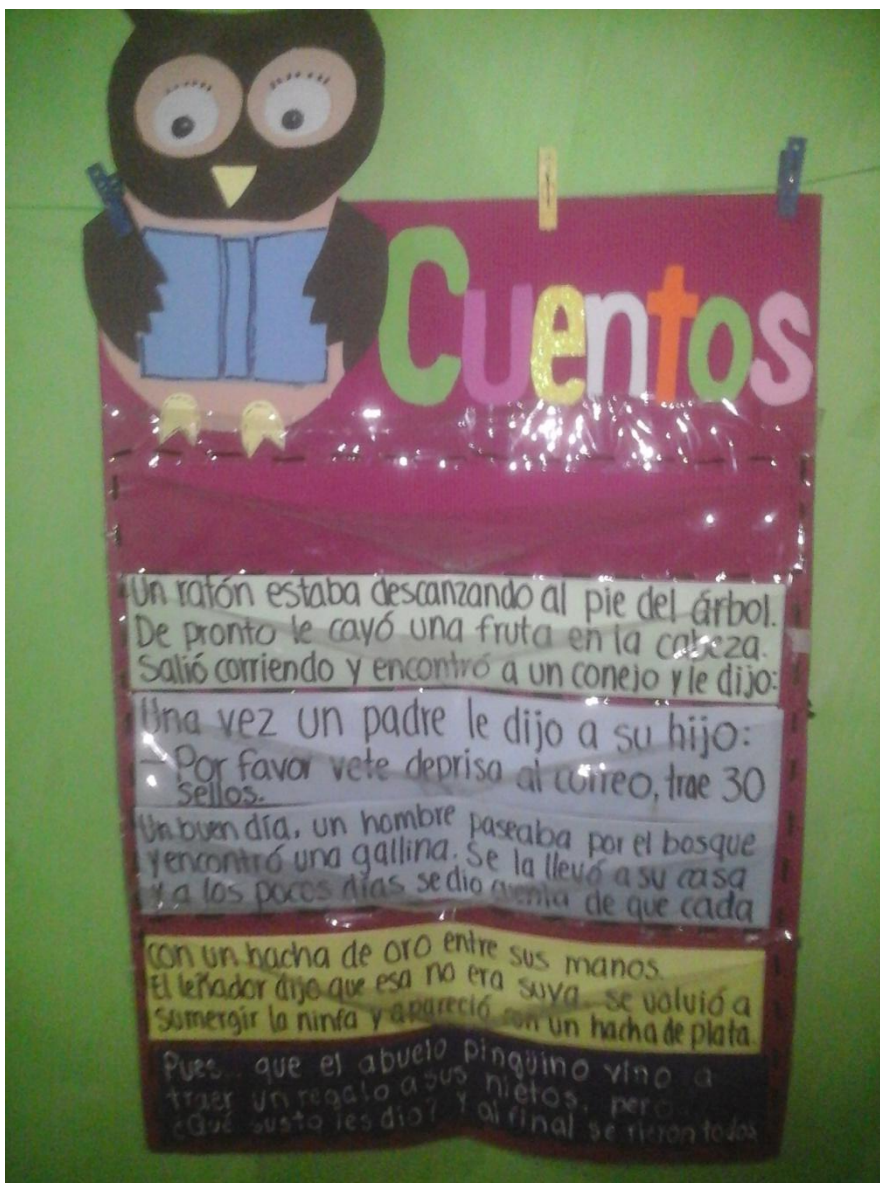 Cuentos
Un ratón estaba descanzando al pie del árbol.
De pronto le cayó una fruta en la cabeza.
Salió corriendo y encontró a un conejo y le dijo:
Una vez un padre le dijo a su hijo:
— Por favor vete deprisa al correo, trae 30
sellos.
Un buen día, un hombre paseaba por el bosque
y encontró una gallina. Se la llevó a su casa
y a los pocos días se dio cuenta de que cada
con un hacha de oro entre sus manos.
El leñador dijo que esa no era suya. se volvió a
sumergir la ninfa y apareció con un hacha de plata.
Pues.. que el abuelo pingüino vino a
traer un regalo a sus nietos, pero
¿Qué susto les dio? Y al final se rieron todos